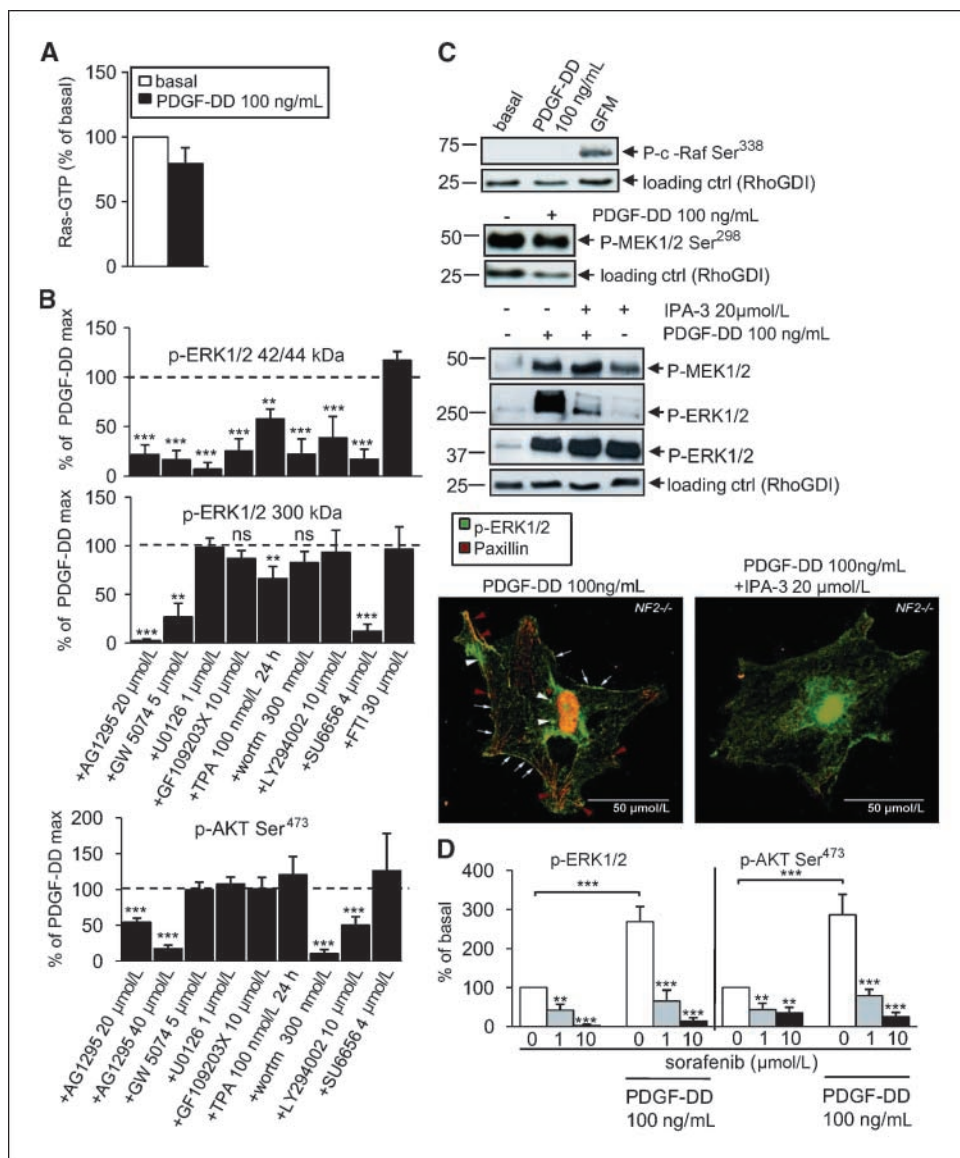 A
150
100
50
0
Ras-GTP (% of basal)
basal
PDGF-DD 100 ng/mL
B
150
100
50
0
% of PDGF-DD max
p-ERK1/2 42/44 kDa
*** *** *** *** ** *** *** ***
150
100
50
0
% of PDGF-DD max
p-ERK1/2 300 kDa
*** ** ns ** ns ***
+AG1295 20 µmol/L
+GW 5074 5 µmol/L
+U0126 1 µmol/L
+GF109203X 10 µmol/L
+TPA 100 nmol/L 24 h
+wortm 300 nmol/L
+LY294002 10 µmol/L
+SU6656 4 µmol/L
+FTI 30 µmol/L
200
150
100
50
0
% of PDGF-DD max
p-AKT Ser473
*** *** *** ***
+AG1295 20 µmol/L
+AG1295 40 µmol/L
+GW 5074 5 µmol/L
+U0126 1 µmol/L
+GF109203X 10 µmol/L
+TPA 100 nmol/L 24 h
+wortm 300 nmol/L
+LY294002 10 µmol/L
+SU6656 4 µmol/L
C
basal
PDGF-DD
100 ng/mL
GFM
75 P-c -Raf Ser338
25 loading ctrl (RhoGDI)
- + PDGF-DD 100 ng/mL
50 P-MEK1/2 Ser298
25 loading ctrl (RhoGDI)
- - + + IPA-3 20µmol/L
- + + - PDGF-DD 100 ng/mL
50 P-MEK1/2
250 P-ERK1/2
37 P-ERK1/2
25 loading ctrl (RhoGDI)
p-ERK1/2
Paxillin
PDGF-DD 100ng/mL
NF2-/-
50 µmol/L
PDGF-DD 100ng/mL
+IPA-3 20 µmol/L
NF2-/-
50 µmol/L
D
400
300
200
100
0
% of basal
p-ERK1/2
p-AKT Ser473
*** ***
** *** *** *** ** ** *** ***
0 1 10 0 1 10 0 1 10 0 1 10
sorafenib (µmol/L)
PDGF-DD
100 ng/mL
PDGF-DD
100 ng/mL